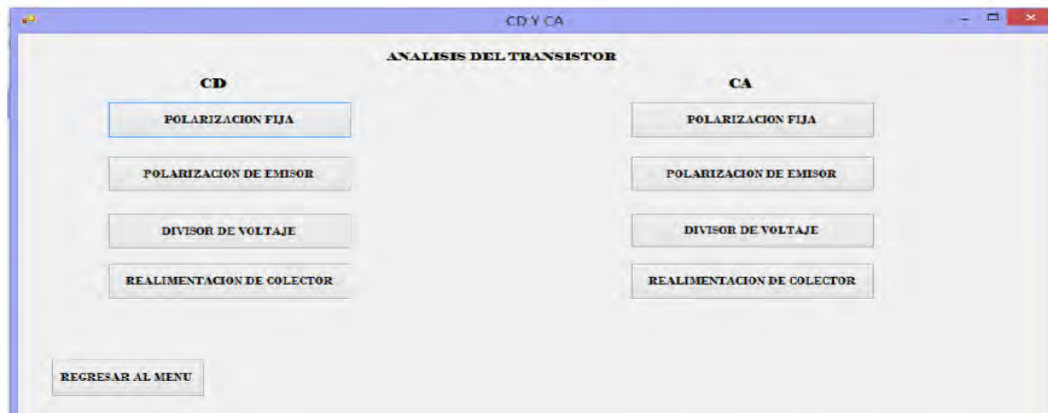 CD Y CA
ANALISIS DEL TRANSISTOR
CD
CA
POLARIZACION FIJA
POLARIZACION FIJA
POLARIZACION DE EMISOR
POLARIZACION DE EMISOR
DIVISOR DE VOLTAJE
DIVISOR DE VOLTAJE
REALIMENTACION DE COLECTOR
REALIMENTACION DE COLECTOR
REGRESAR AL MENU